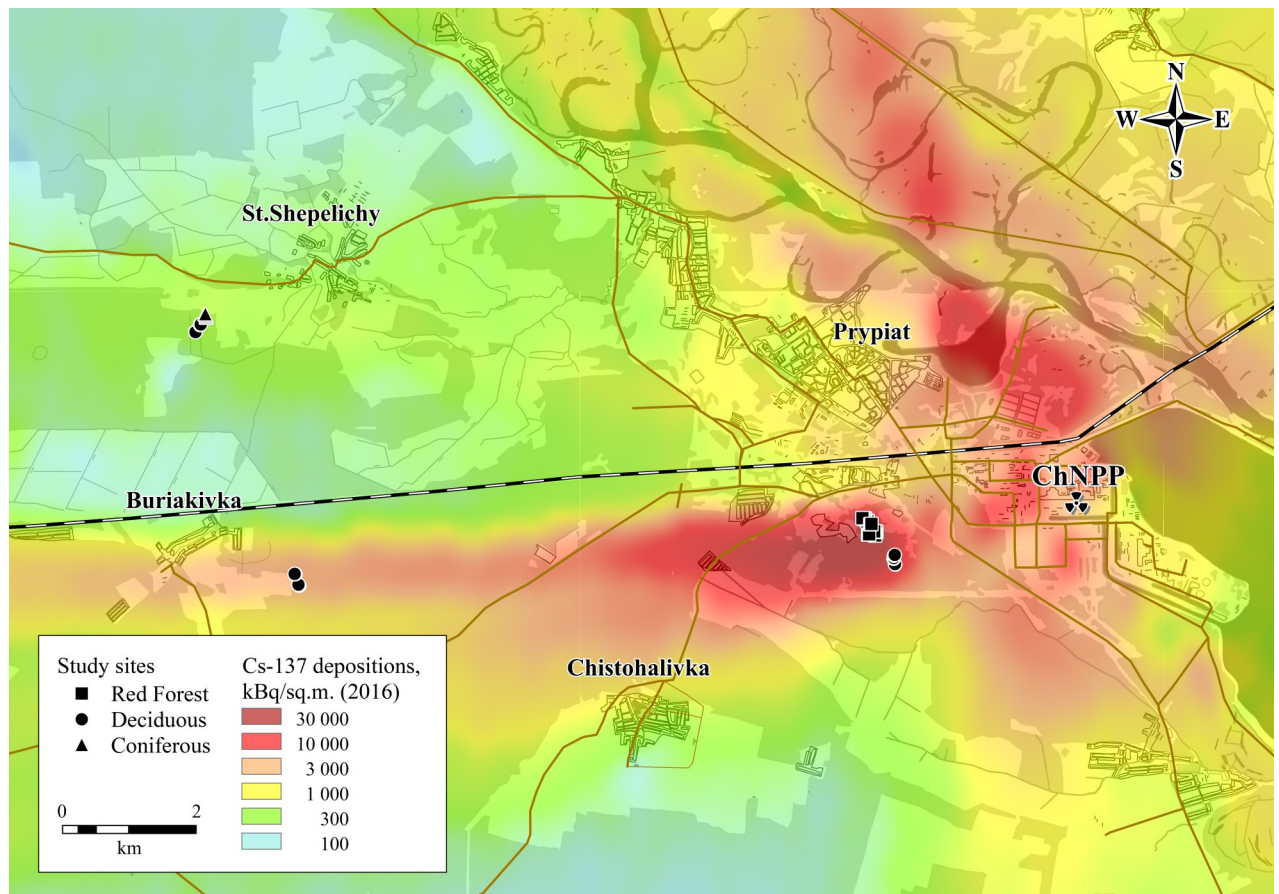 N
W E
S
St.Shepelichy
Prypiat
ChNPP
Buriakivka
Chistohalivka
Study sites
Red Forest
Deciduous
Coniferous
0 2
km
Cs-137 depositions,
kBq/sq.m. (2016)
30 000
10 000
3 000
1 000
300
100